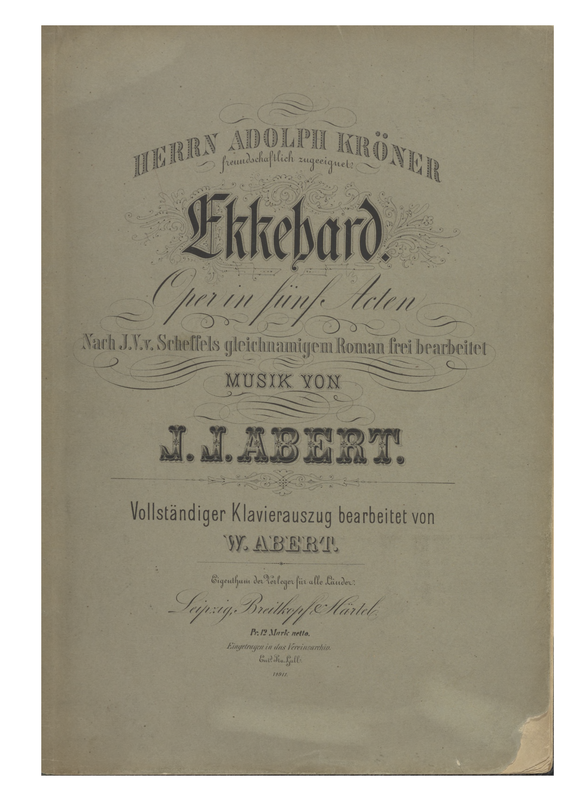 HERRN ADOLPH KRÖNER
freundschaftlich zugeeignet.
Ekkehard.
Oper in fünf Acten
Nach J.V.v. Scheffels gleichnamigem Roman frei bearbeitet
MUSIK VON
J. J. ABERT.
Vollständiger Klavierauszug bearbeitet von
W. ABERT.
Eigenthum der Verleger für alle Länder:
Leipzig, Breitkopf & Härtel.
Pr. 12 Mark netto.
Eingetragen in das Vereinsarchiv.